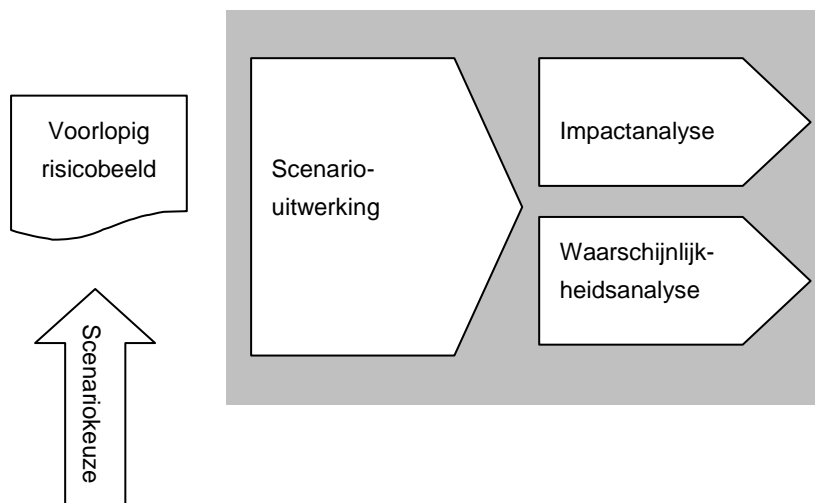 Voorlopig
risicobeeld
Scenariokeuze
Scenario-
uitwerking
Impactanalyse
Waarschijnlijk-
heidsanalyse